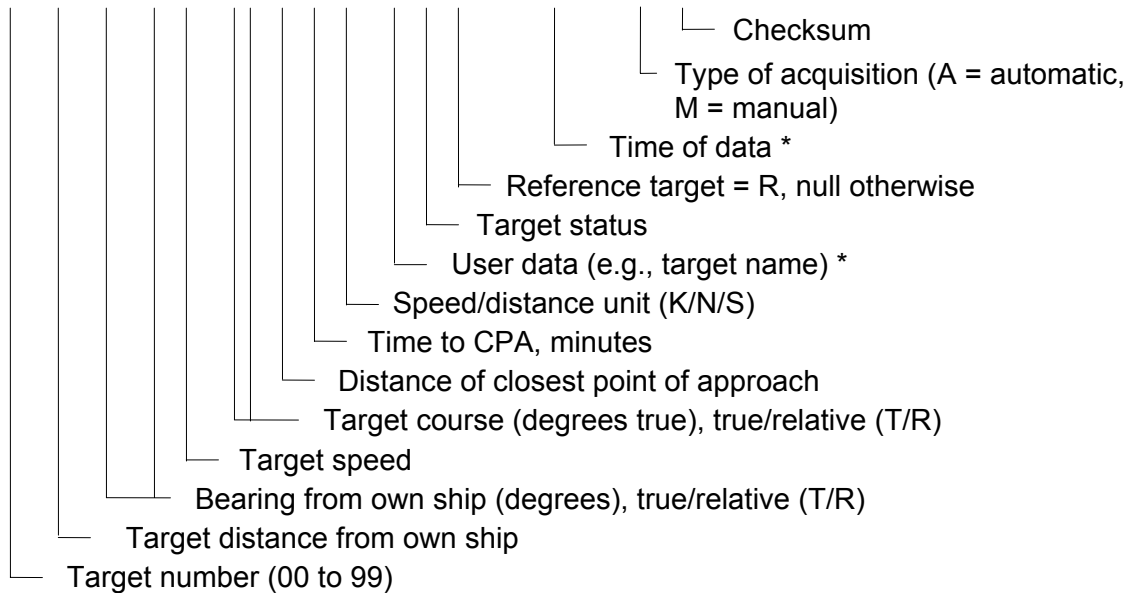 Checksum
Type of acquisition (A = automatic,
M = manual)
Time of data *
Reference target = R, null otherwise
Target status
User data (e.g., target name) *
Speed/distance unit (K/N/S)
Time to CPA, minutes
Distance of closest point of approach
Target course (degrees true), true/relative (T/R)
Target speed
Bearing from own ship (degrees), true/relative (T/R)
Target distance from own ship
Target number (00 to 99)